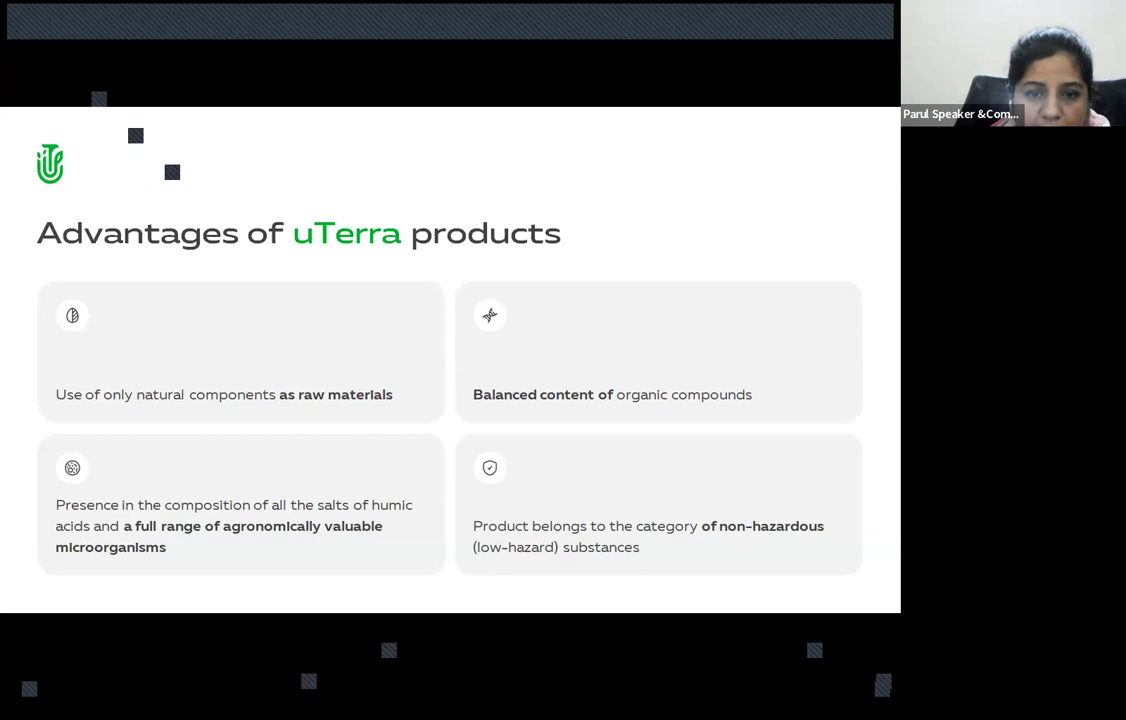 Parul Speaker &Com...
Advantages of uTerra products
Use of only natural components as raw materials
Balanced content of organic compounds
Presence in the composition of all the salts of humic
acids and a full range of agronomically valuable
microorganisms
Product belongs to the category of non-hazardous
(low-hazard) substances